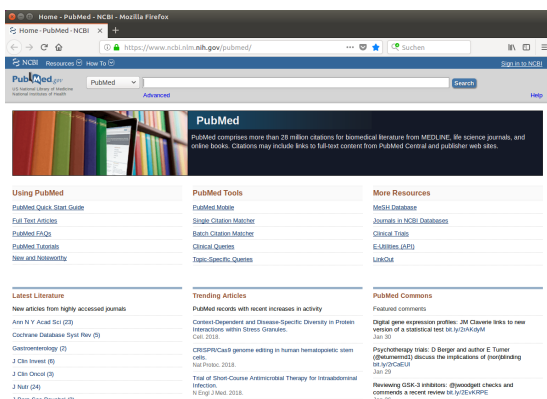 Home - PubMed - NCBI - Mozilla Firefox
Home - PubMed - NCBI × +
https://www.ncbi.nlm.nih.gov/pubmed/ Suchen
NCBI Resources How To Sign in to NCBI
PubMed.gov
US National Library of Medicine
National Institutes of Health
PubMed Search
Advanced Help
PubMed
PubMed comprises more than 28 million citations for biomedical literature from MEDLINE, life science journals, and
online books. Citations may include links to full-text content from PubMed Central and publisher web sites.
Using PubMed
PubMed Quick Start Guide
Full Text Articles
PubMed FAQs
PubMed Tutorials
New and Noteworthy
PubMed Tools
PubMed Mobile
Single Citation Matcher
Batch Citation Matcher
Clinical Queries
Topic-Specific Queries
More Resources
MeSH Database
Journals in NCBI Databases
Clinical Trials
E-Utilities (API)
LinkOut
Latest Literature
New articles from highly accessed journals
Ann N Y Acad Sci (23)
Cochrane Database Syst Rev (5)
Gastroenterology (2)
J Clin Invest (6)
J Clin Oncol (3)
J Nutr (24)
Trending Articles
PubMed records with recent increases in activity
Context-Dependent and Disease-Specific Diversity in Protein
Interactions within Stress Granules.
Cell. 2018.
CRISPR/Cas9 genome editing in human hematopoietic stem
cells.
Nat Protoc. 2018.
Trial of Short-Course Antimicrobial Therapy for Intraabdominal
Infection.
N Engl J Med. 2018.
PubMed Commons
Featured comments
Digital gene expression profiles: JM Claverie links to new
version of a statistical test bit.ly/2rAKdyM
Jan 30
Psychotherapy trials: D Berger and author E Turner
(@eturnermd1) discuss the implications of (non)blinding
bit.ly/2rCaEUI
Jan 29
Reviewing GSK-3 Inhibitors: @jwoodgett checks and
commends a recent review bit.ly/2EvKRPE